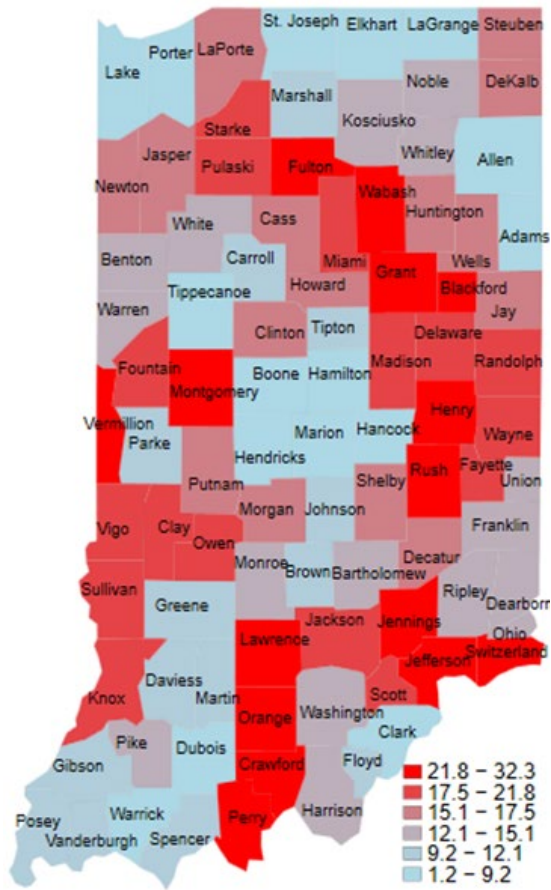 St. Joseph Elkhart LaGrange Steuben
Lake Porter LaPorte
Noble DeKalb
Marshall
Kosciusko
Starke
Whitley Allen
Jasper Pulaski Fulton
Newton
Wabash
Huntington
White Cass
Adams
Benton Carroll Miami Grant Wells
Howard Blackford
Tippecanoe
Warren Jay
Tipton
Clinton Delaware
Madison Randolph
Fountain
Boone Hamilton
Montgomery
Henry
Vermillion
Marion Hancock Wayne
Parke
Hendricks Rush Fayette
Union
Putnam Shelby
Morgan Johnson
Vigo Clay Franklin
Owen
Decatur
Monroe Brown Bartholomew
Sullivan Ripley
Greene Dearborn
Jackson Jennings
Ohio
Lawrence
Jefferson Switzerland
Daviess
Knox Martin Scott
Washington
Orange
Clark
Pike
Dubois
Gibson Crawford Floyd
Harrison
Posey Warrick Perry
Vanderburgh Spencer
21.8 – 32.3
17.5 – 21.8
15.1 – 17.5
12.1 – 15.1
9.2 – 12.1
1.2 – 9.2